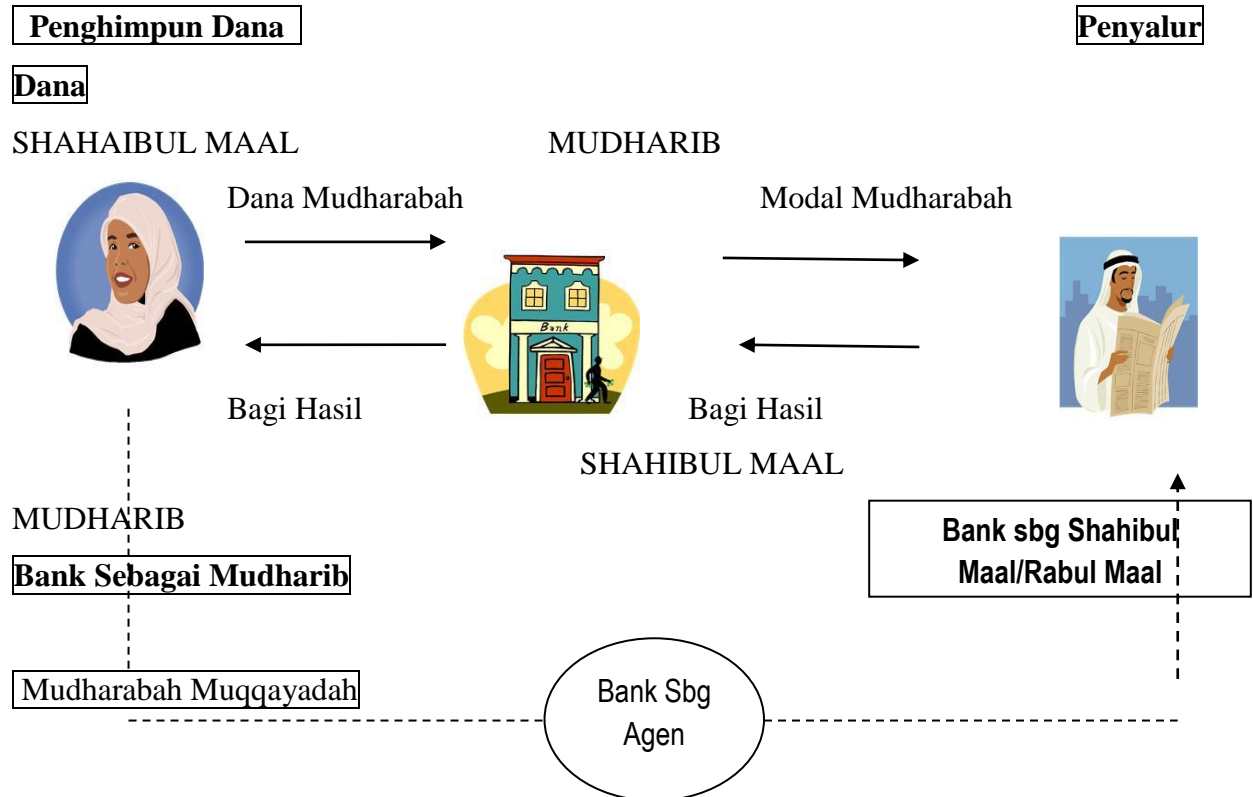 Penghimpun Dana Penyalur
Dana
SHAHAIBUL MAAL MUDHARIB
Dana Mudharabah Modal Mudharabah
Bank
Bagi Hasil Bagi Hasil
SHAHIBUL MAAL
MUDHARIB
Bank Sebagai Mudharib
Bank sbg Shahibul
Maal/Rabul Maal
Mudharabah Muqqayadah
Bank Sbg
Agen